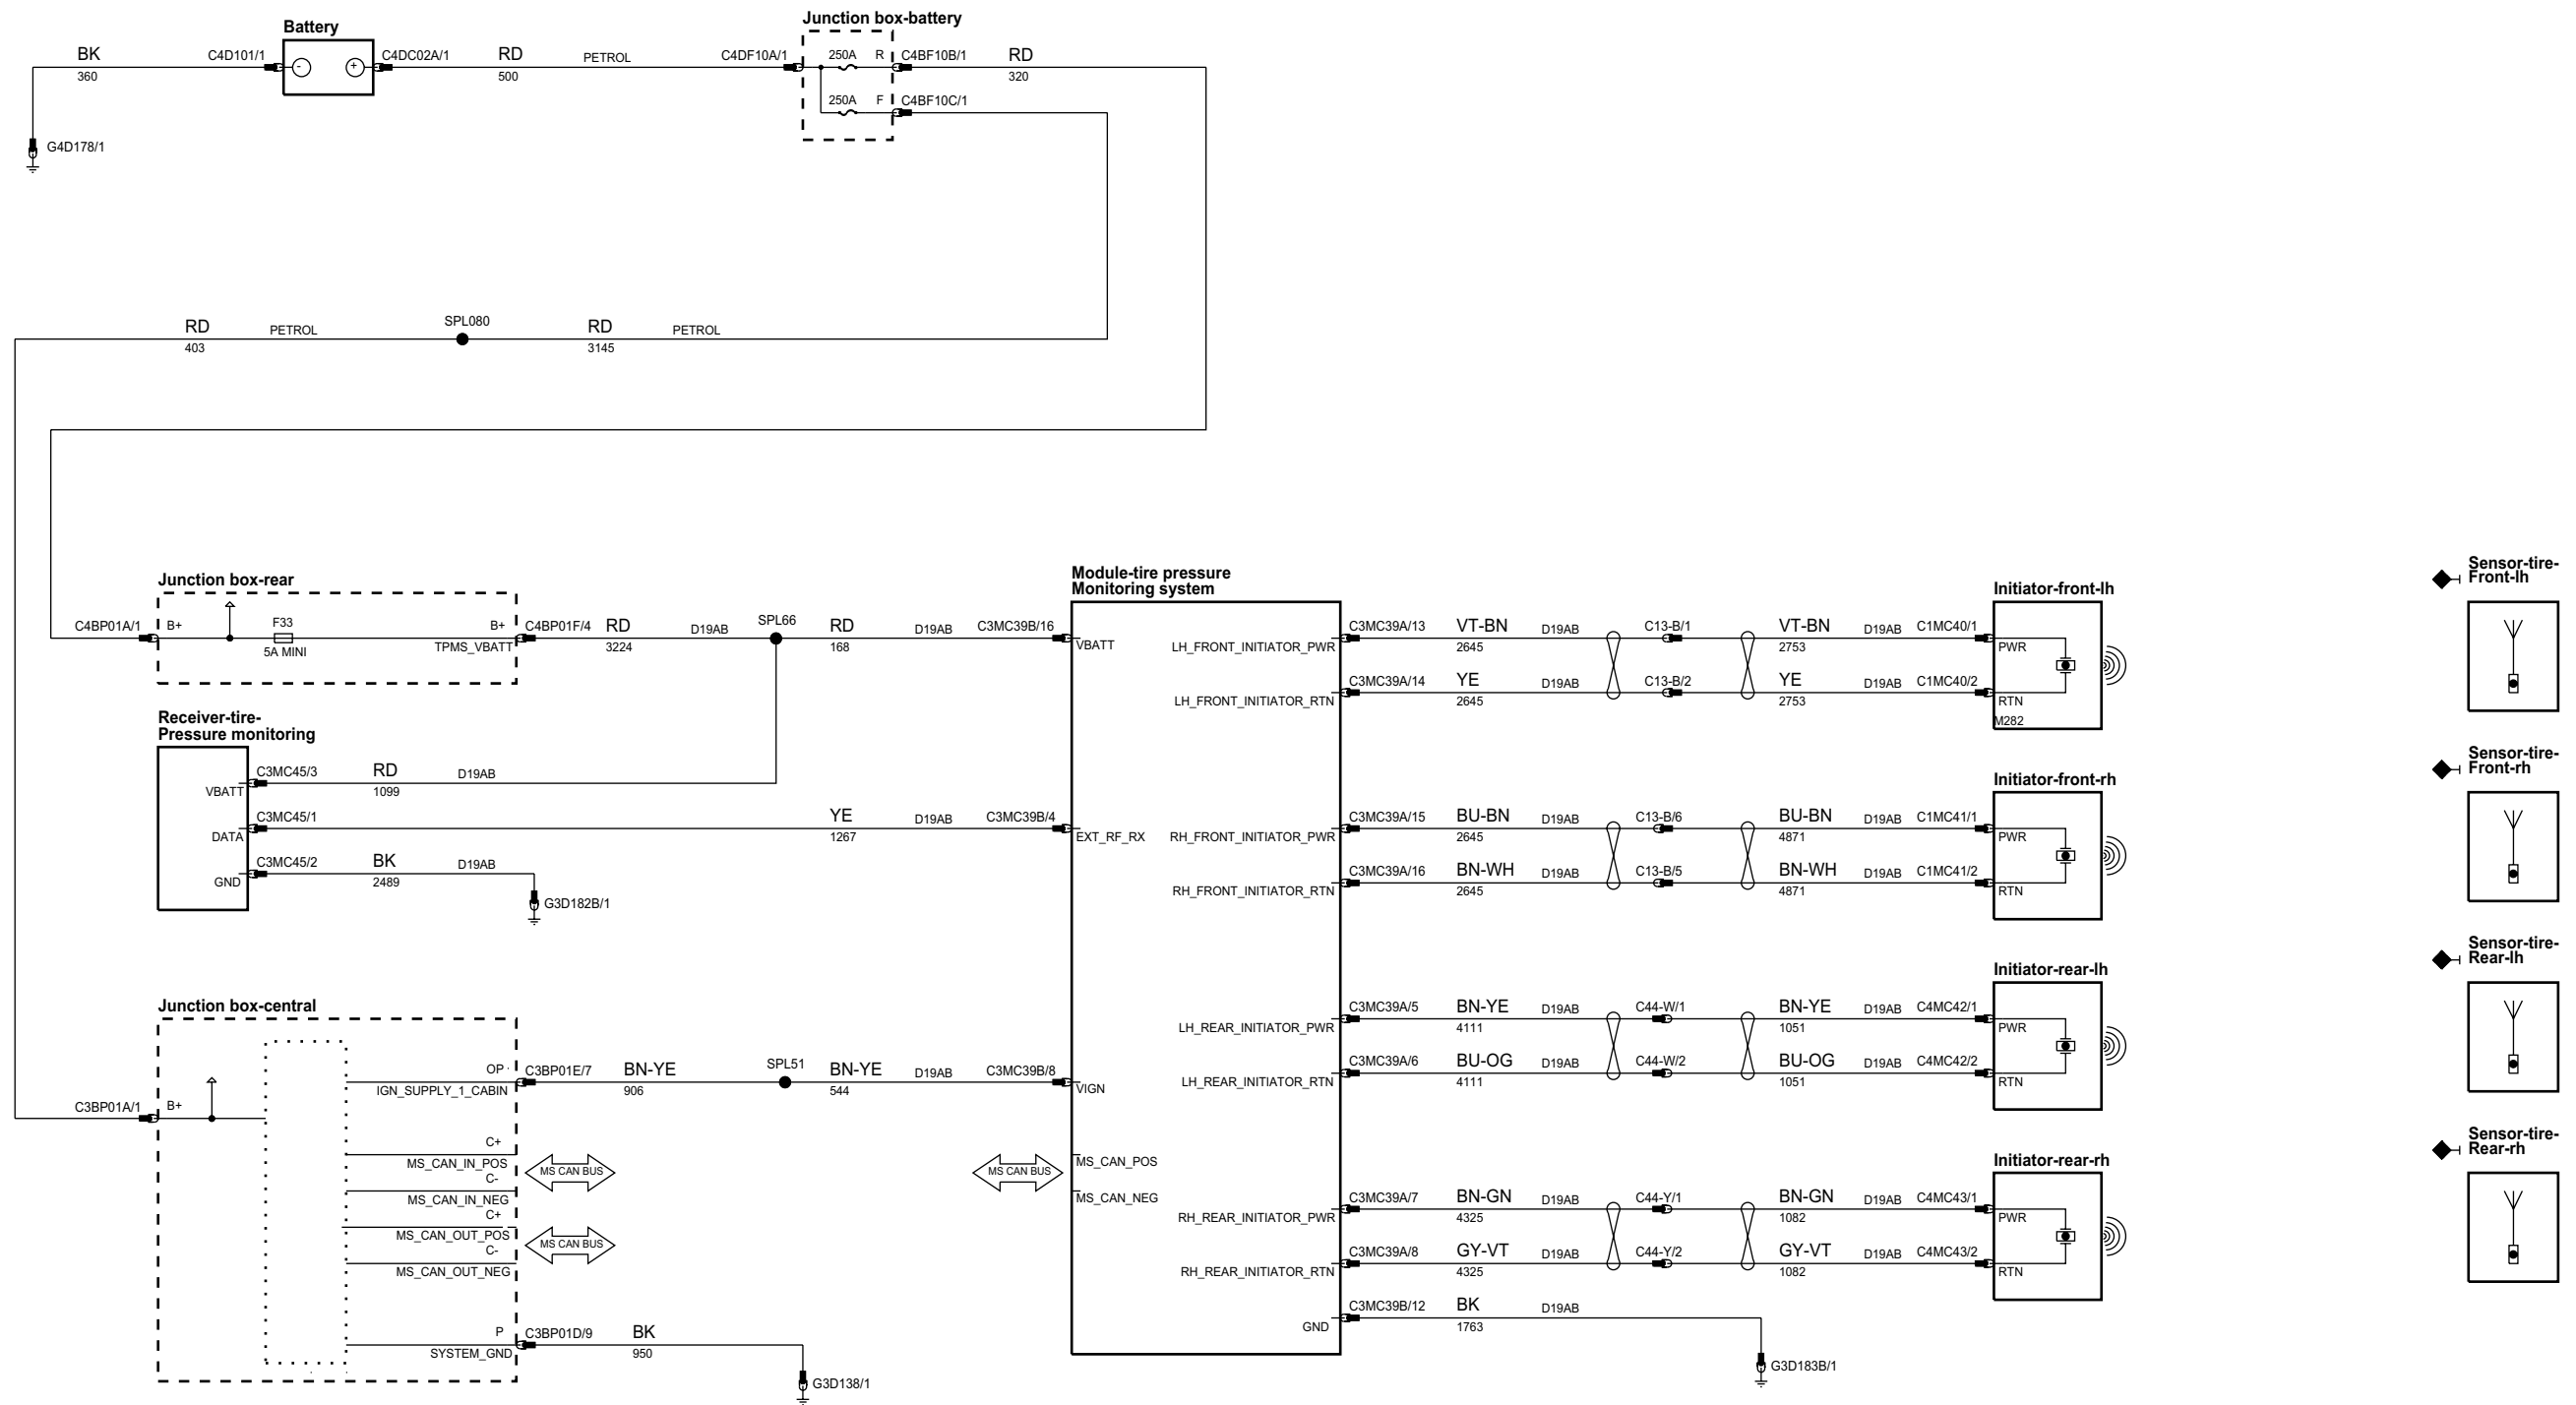 Battery
BK
360
C4D101/1
-
+
C4DC02A/1
RD
500
PETROL
C4DF10A/1
Junction box-battery
250A R
C4BF10B/1
RD
320
250A F
C4BF10C/1
G4D178/1
RD
403
PETROL
SPL080
RD
3145
PETROL
Junction box-rear
C4BP01A/1
B+
F33
5A MINI
B+
TPMS_VBATT
C4BP01F/4
RD
3224
D19AB
SPL66
RD
168
D19AB
C3MC39B/16
Receiver-tire-
Pressure monitoring
VBATT
C3MC45/3
RD
1099
D19AB
DATA
C3MC45/1
YE
1267
D19AB
C3MC39B/4
GND
C3MC45/2
BK
2489
D19AB
G3D182B/1
Junction box-central
C3BP01A/1
B+
OP
IGN_SUPPLY_1_CABIN
C3BP01E/7
BN-YE
906
SPL51
BN-YE
544
D19AB
C3MC39B/8
C+
MS_CAN_IN_POS
C-
MS_CAN_IN_NEG
MS CAN BUS
C+
MS_CAN_OUT_POS
C-
MS_CAN_OUT_NEG
MS CAN BUS
P
SYSTEM_GND
C3BP01D/9
BK
950
G3D138/1
MS CAN BUS
Module-tire pressure
Monitoring system
VBATT
EXT_RF_RX
VIGN
MS_CAN_POS
MS_CAN_NEG
LH_FRONT_INITIATOR_PWR
LH_FRONT_INITIATOR_RTN
RH_FRONT_INITIATOR_PWR
RH_FRONT_INITIATOR_RTN
LH_REAR_INITIATOR_PWR
LH_REAR_INITIATOR_RTN
RH_REAR_INITIATOR_PWR
RH_REAR_INITIATOR_RTN
GND
C3MC39A/13
VT-BN
2645
D19AB
C13-B/1
VT-BN
2753
D19AB
C1MC40/1
C3MC39A/14
YE
2645
D19AB
C13-B/2
YE
2753
D19AB
C1MC40/2
Initiator-front-lh
PWR
RTN
M282
C3MC39A/15
BU-BN
2645
D19AB
C13-B/6
BU-BN
4871
D19AB
C1MC41/1
C3MC39A/16
BN-WH
2645
D19AB
C13-B/5
BN-WH
4871
D19AB
C1MC41/2
Initiator-front-rh
PWR
RTN
C3MC39A/5
BN-YE
4111
D19AB
C44-W/1
BN-YE
1051
D19AB
C4MC42/1
C3MC39A/6
BU-OG
4111
D19AB
C44-W/2
BU-OG
1051
D19AB
C4MC42/2
Initiator-rear-lh
PWR
RTN
C3MC39A/7
BN-GN
4325
D19AB
C44-Y/1
BN-GN
1082
D19AB
C4MC43/1
C3MC39A/8
GY-VT
4325
D19AB
C44-Y/2
GY-VT
1082
D19AB
C4MC43/2
Initiator-rear-rh
PWR
RTN
C3MC39B/12
BK
1763
D19AB
G3D183B/1
Sensor-tire-
Front-lh
Sensor-tire-
Front-rh
Sensor-tire-
Rear-lh
Sensor-tire-
Rear-rh